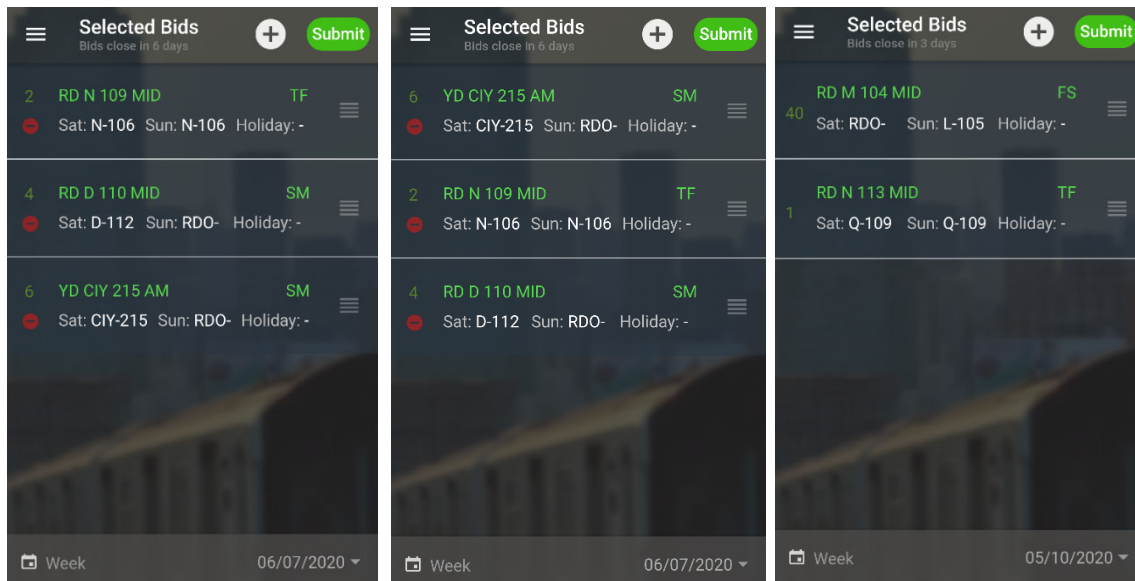 Selected Bids
Submit
Bids close in 6 days
2 RD N 109 MID TF
Sat: N-106 Sun: N-106 Holiday: -
4 RD D 110 MID SM
Sat: D-112 Sun: RDO- Holiday: -
6 YD CIY 215 AM SM
Sat: CIY-215 Sun: RDO- Holiday: -
Week 06/07/2020
Selected Bids
Submit
Bids close in 6 days
6 YD CIY 215 AM SM
Sat: CIY-215 Sun: RDO- Holiday: -
2 RD N 109 MID TF
Sat: N-106 Sun: N-106 Holiday: -
4 RD D 110 MID SM
Sat: D-112 Sun: RDO- Holiday: -
Week 06/07/2020
Selected Bids
Submit
Bids close in 3 days
RD M 104 MID FS
40 Sat: RDO- Sun: L-105 Holiday: -
RD N 113 MID TF
1 Sat: Q-109 Sun: Q-109 Holiday: -
Week 05/10/2020